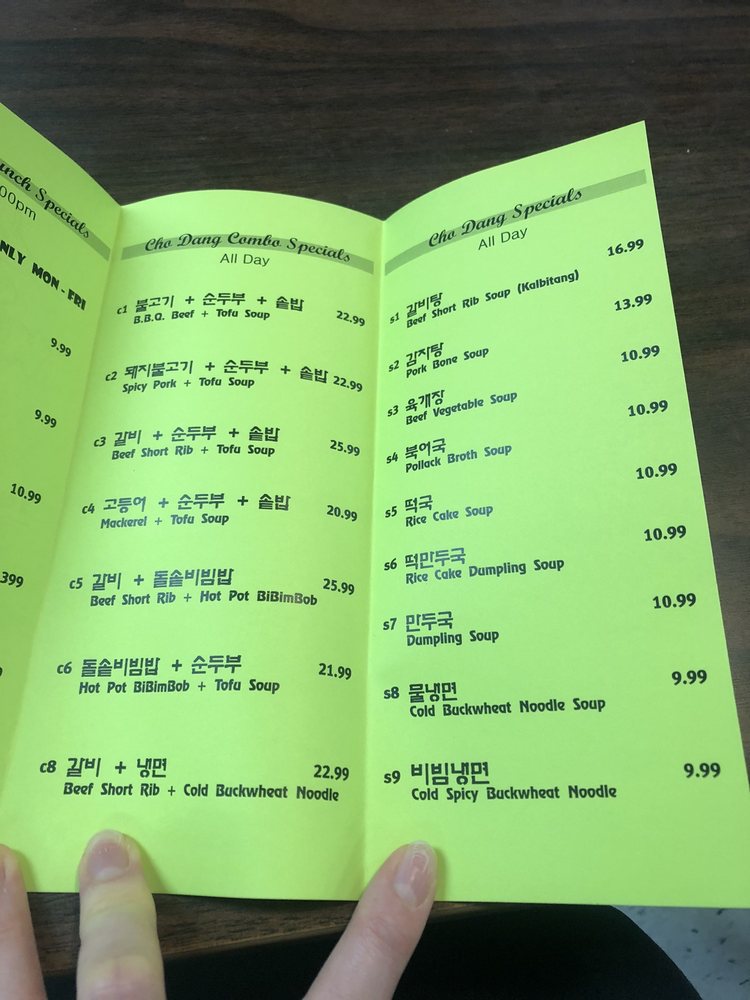 unch Specials
00pm
NLY MON-FRI
9.99
9.99
10.99
399
Cho Dang Combo Specials
All Day
c1 불고기 + 순두부 + 솥밥
B.B.Q. Beef + Tofu Soup 22.99
c2 돼지불고기 + 순두부 + 솥밥 22.99
Spicy Pork + Tofu Soup
c3 갈비 + 순두부 + 솥밥 25.99
Beef Short Rib + Tofu Soup
c4 고등어 + 순두부 + 솥밥 20.99
Mackerel + Tofu Soup
c5 갈비 + 돌솥비빔밥 25.99
Beef Short Rib + Hot Pot BiBimBob
c6 돌솥비빔밥 + 순두부 21.99
Hot Pot BiBimBob + Tofu Soup
c8 갈비 + 냉면 22.99
Beef Short Rib + Cold Buckwheat Noodle
Cho Dang Specials
All Day
s1 갈비탕 16.99
Beef Short Rib Soup (Kalbitang)
s2 감자탕 13.99
Pork Bone Soup
s3 육개장 10.99
Beef Vegetable Soup
s4 북어국 10.99
Pollack Broth Soup
s5 떡국 10.99
Rice Cake Soup
s6 떡만두국 10.99
Rice Cake Dumpling Soup
s7 만두국 10.99
Dumpling Soup
s8 물냉면 9.99
Cold Buckwheat Noodle Soup
s9 비빔냉면 9.99
Cold Spicy Buckwheat Noodle